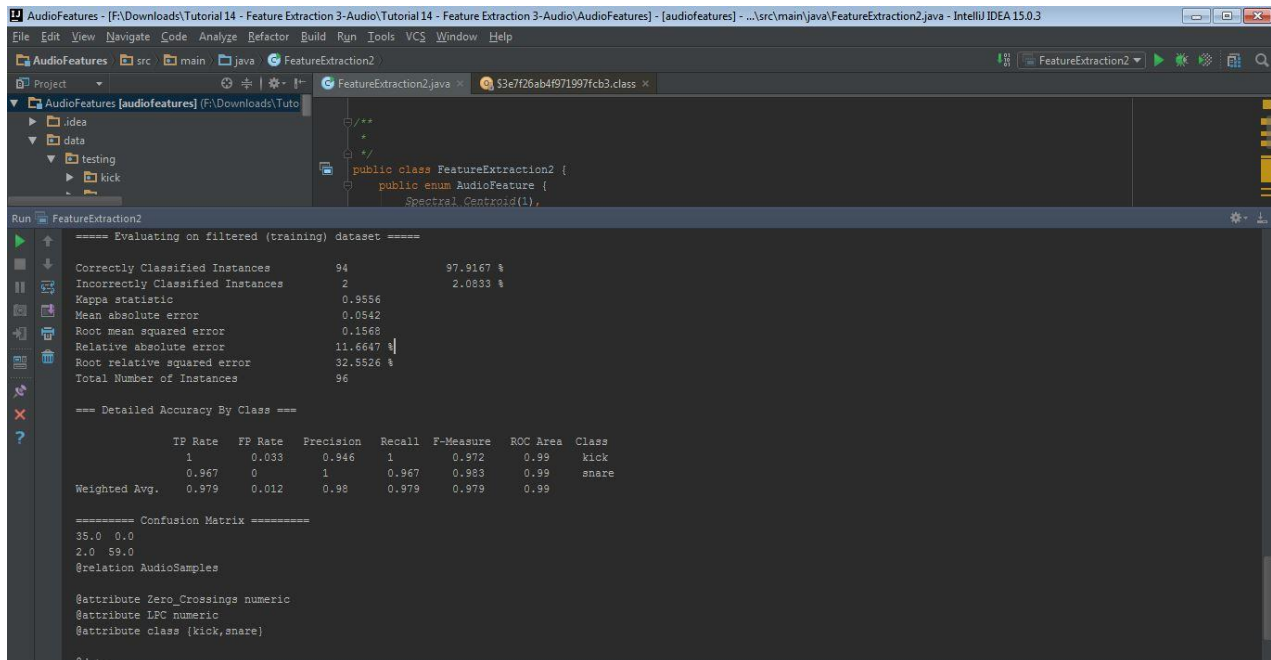 AudioFeatures - [F:\Downloads\Tutorial 14 - Feature Extraction 3-Audio\Tutorial 14 - Feature Extraction 3-Audio\AudioFeatures] - [audiofeatures] - ...\src\main\java\FeatureExtraction2.java - IntelliJ IDEA 15.0.3
File Edit View Navigate Code Analyze Refactor Build Run Tools VCS Window Help
AudioFeatures src main java FeatureExtraction2 FeatureExtraction2
Project FeatureExtraction2.java × $3e7f26ab4f971997fcb3.class ×
AudioFeatures [audiofeatures] (F:\Downloads\Tuto
.idea
data
testing
kick
/**
*
*/
public class FeatureExtraction2 {
public enum AudioFeature {
Spectral_Centroid(1),
Run FeatureExtraction2
===== Evaluating on filtered (training) dataset =====
Correctly Classified Instances 94 97.9167 %
Incorrectly Classified Instances 2 2.0833 %
Kappa statistic 0.9556
Mean absolute error 0.0542
Root mean squared error 0.1568
Relative absolute error 11.6647 %
Root relative squared error 32.5526 %
Total Number of Instances 96
=== Detailed Accuracy By Class ===
TP Rate FP Rate Precision Recall F-Measure ROC Area Class
1 0.033 0.946 1 0.972 0.99 kick
0.967 0 1 0.967 0.983 0.99 snare
Weighted Avg. 0.979 0.012 0.98 0.979 0.979 0.99
========= Confusion Matrix =========
35.0 0.0
2.0 59.0
@relation AudioSamples
@attribute Zero_Crossings numeric
@attribute LPC numeric
@attribute class {kick,snare}